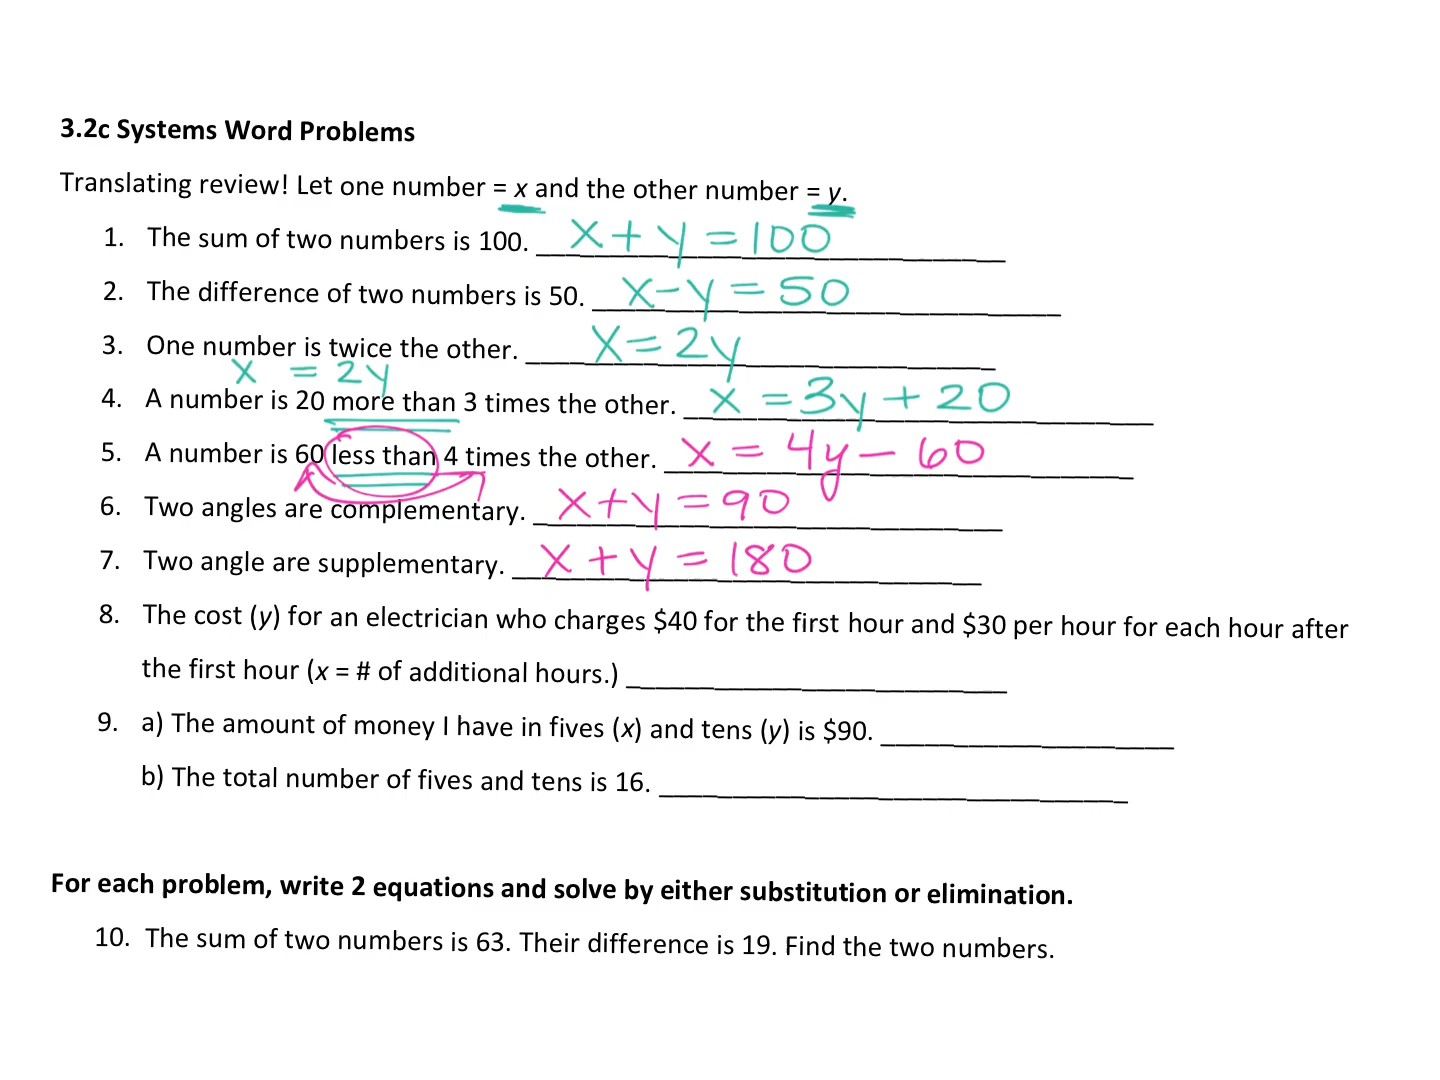 3.2c Systems Word Problems
Translating review! Let one number = x and the other number = y.
1. The sum of two numbers is 100. x + y = 100
2. The difference of two numbers is 50. x - y = 50
3. One number is twice the other. x = 2y
x = 2y
4. A number is 20 more than 3 times the other. x = 3y + 20
5. A number is 60 less than 4 times the other. x = 4y - 60
6. Two angles are complementary. x + y = 90
7. Two angle are supplementary. x + y = 180
8. The cost (y) for an electrician who charges $40 for the first hour and $30 per hour for each hour after
the first hour (x = # of additional hours.)
9. a) The amount of money I have in fives (x) and tens (y) is $90.
b) The total number of fives and tens is 16.
For each problem, write 2 equations and solve by either substitution or elimination.
10. The sum of two numbers is 63. Their difference is 19. Find the two numbers.